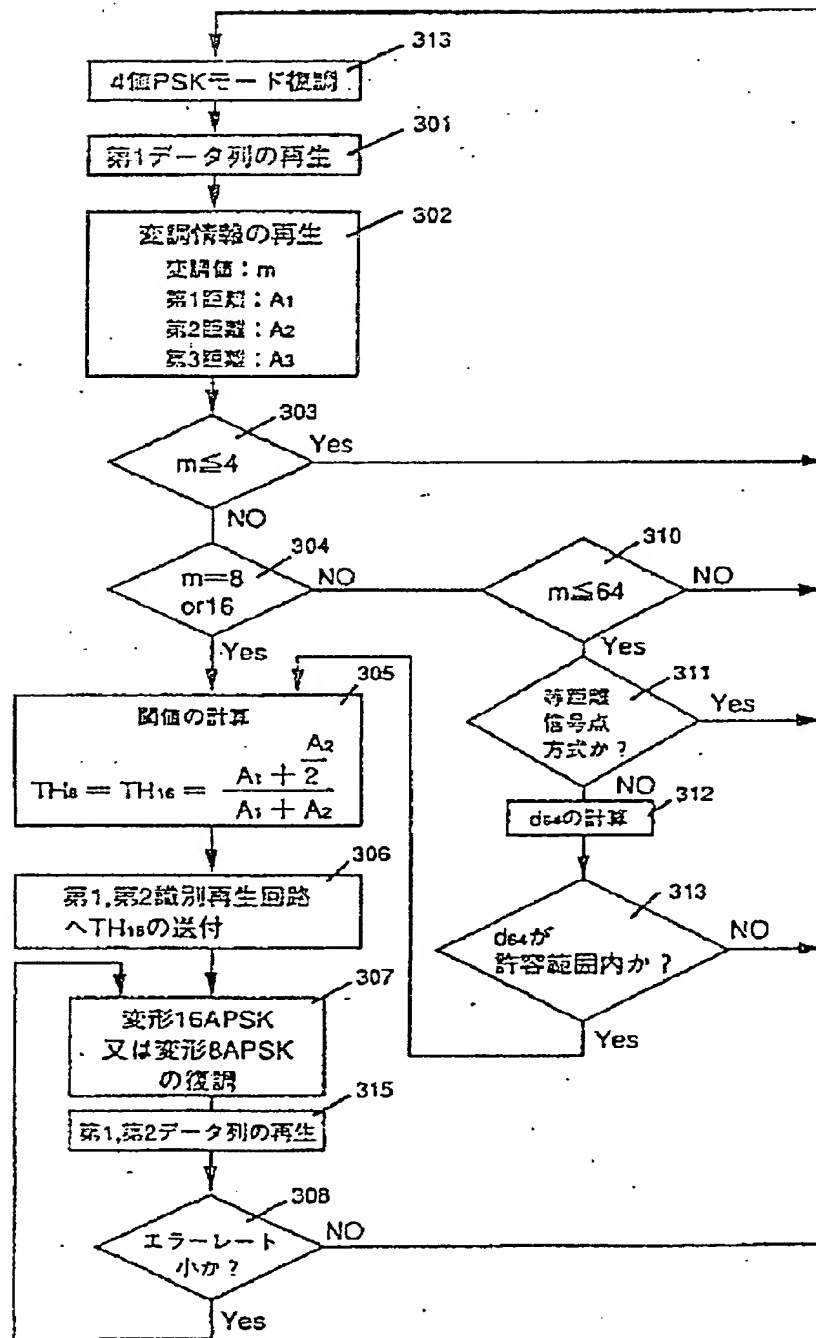 313
4値PSKモード復調
301
第1データ列の再生
302
変調情報の再生
変調値：m
第1距離：A1
第2距離：A2
第3距離：A3
303
m≦4
Yes
NO
304
m=8
or16
NO
Yes
310
m≦64
NO
Yes
311
等距離
信号点
方式か？
Yes
NO
312
d64の計算
313
d64が
許容範囲内か？
NO
Yes
305
閾値の計算
TH8 = TH16 = (A1 + A2/2) / (A1 + A2)
306
第1,第2識別再生回路
へTH16の送付
307
変形16APSK
又は変形8APSK
の復調
315
第1,第2データ列の再生
308
エラーレート
小か？
NO
Yes